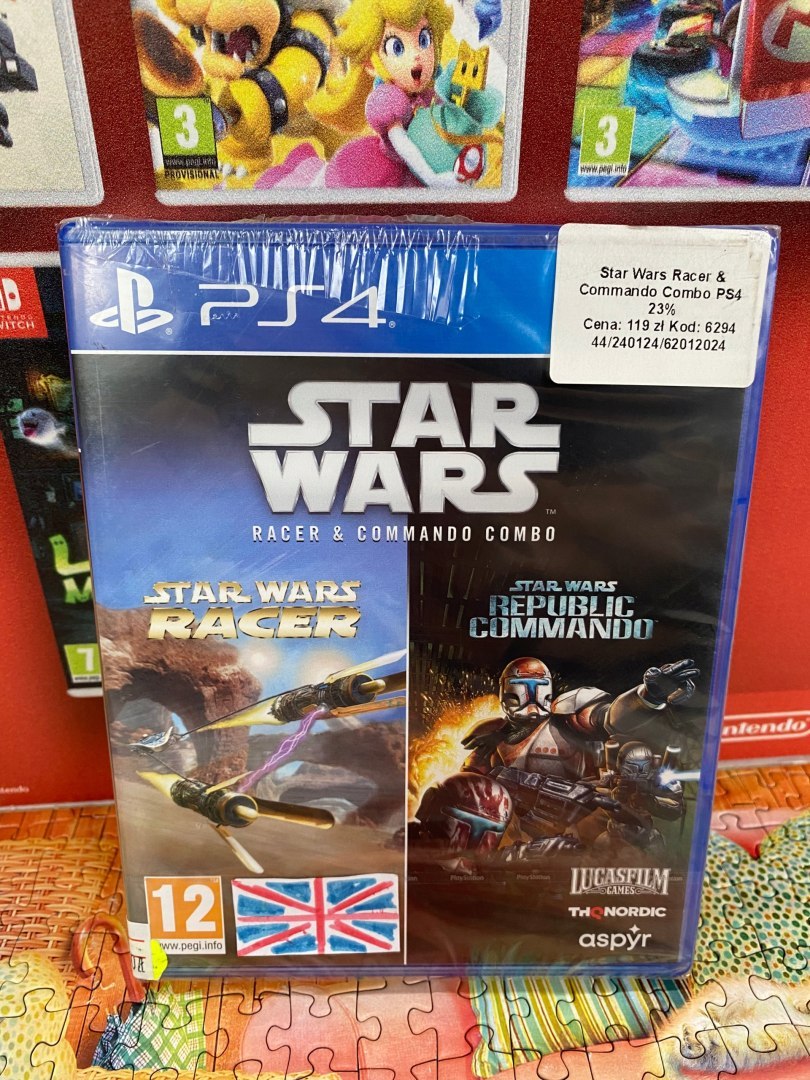 3
www.pegi.info
PROVISIONAL
3
www.pegi.info
PS4
Star Wars Racer &
Commando Combo PS4
23%
Cena: 119 zł Kod: 6294
44/240124/62012024
STAR
WARS
TM
RACER & COMMANDO COMBO
STAR WARS
RACER
STAR WARS
REPUBLIC
COMMANDO
7
Nintendo
12
www.pegi.info
LUCASFILM
GAMES
THQNORDIC
aspyr